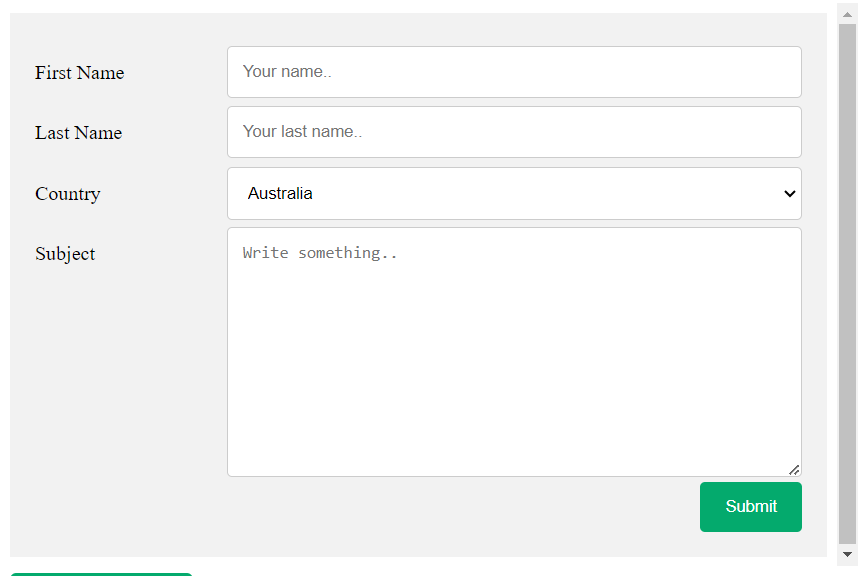 First Name
Your name..
Last Name
Your last name..
Country
Australia
Subject
Write something..
Submit